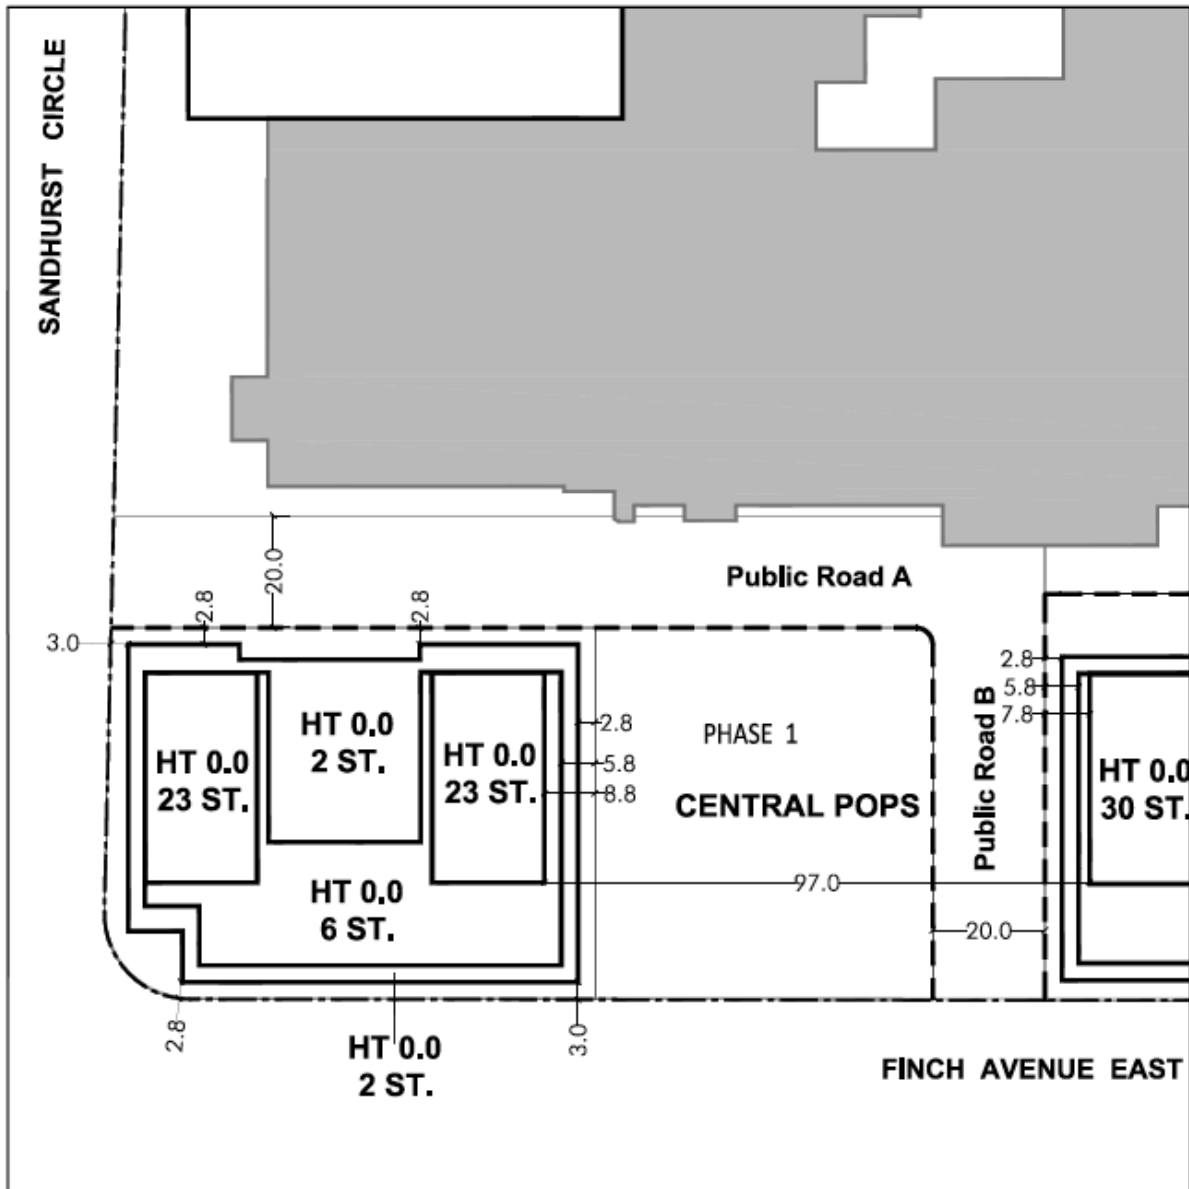 SANDHURST CIRCLE
20.0
Public Road A
2.8
2.8
3.0
2.8
5.8
7.8
HT 0.0
2 ST.
HT 0.0
23 ST.
HT 0.0
23 ST.
2.8
5.8
8.8
PHASE 1
CENTRAL POPS
Public Road B
HT 0.0
30 ST.
HT 0.0
6 ST.
97.0
20.0
2.8
HT 0.0
2 ST.
3.0
FINCH AVENUE EAST